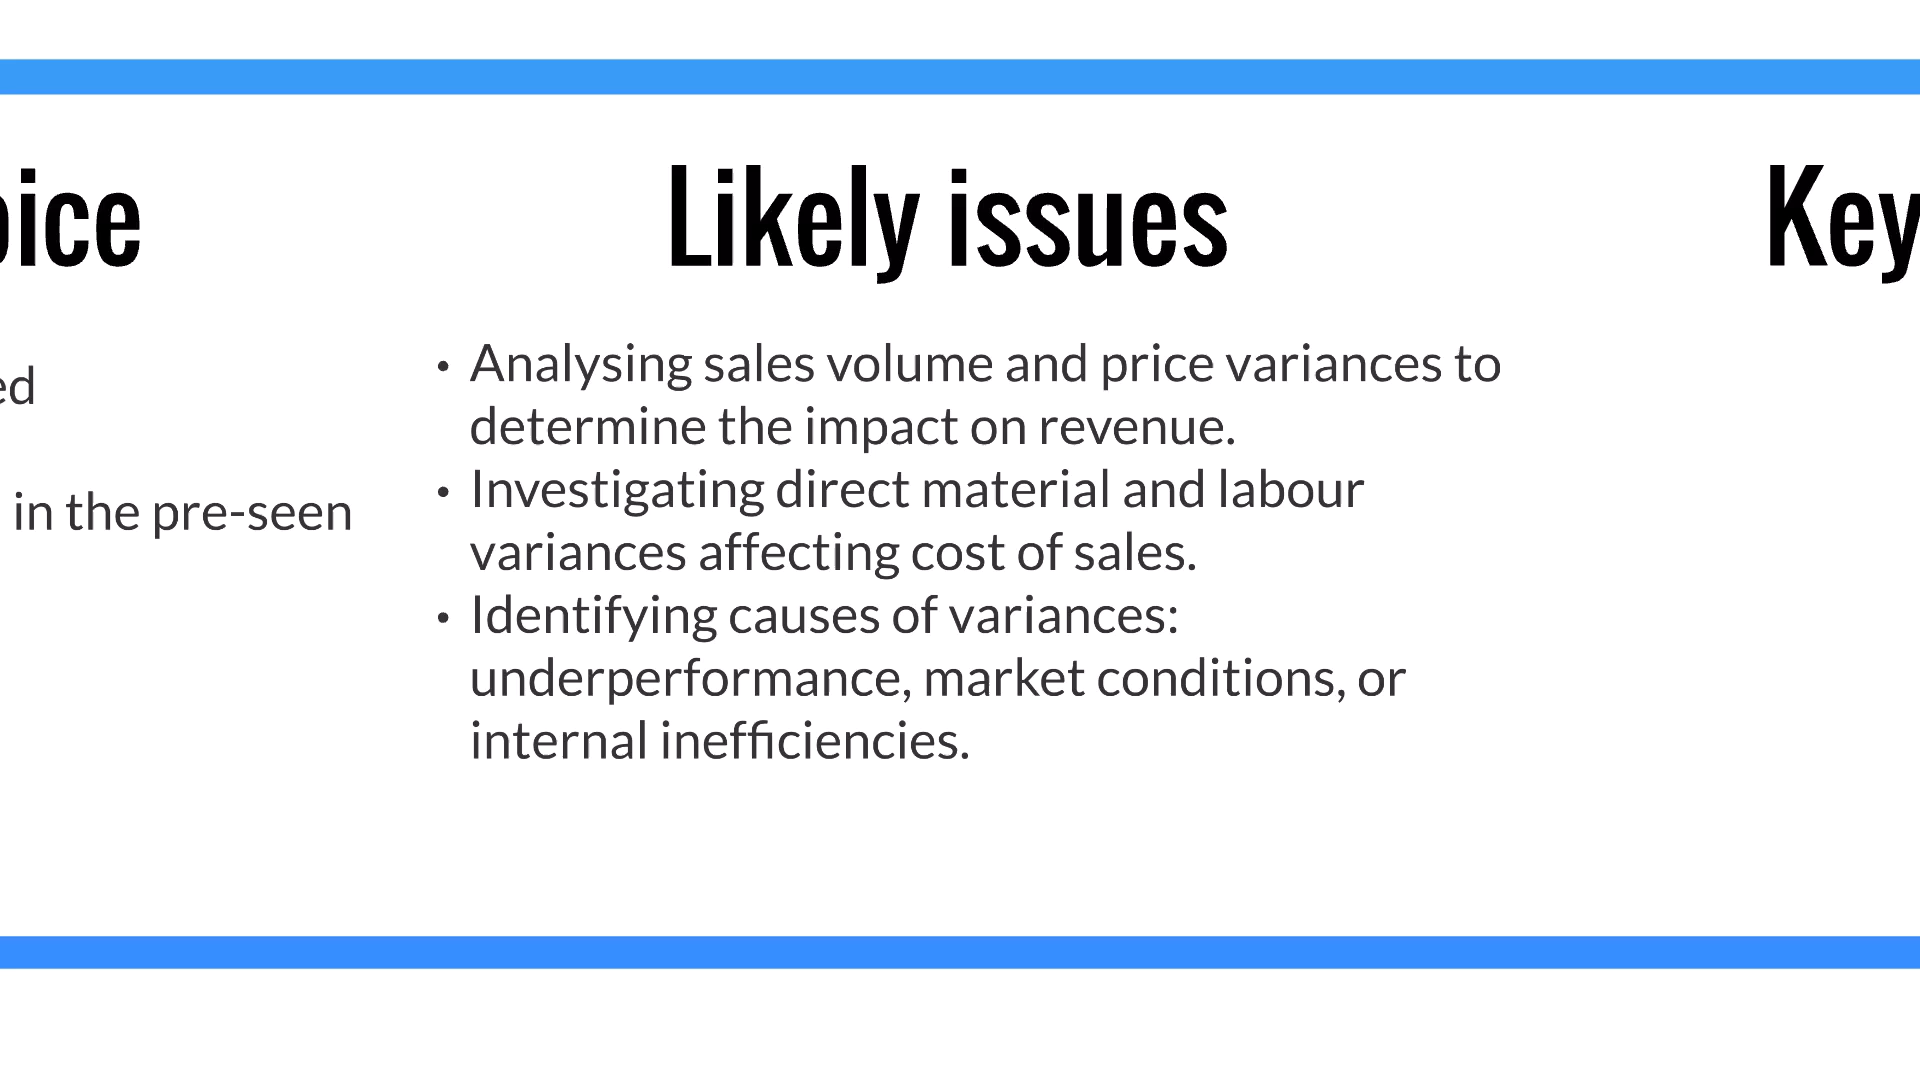 Likely issues
Key
in the pre-seen
• Analysing sales volume and price variances to
determine the impact on revenue.
• Investigating direct material and labour
variances affecting cost of sales.
• Identifying causes of variances:
underperformance, market conditions, or
internal inefficiencies.